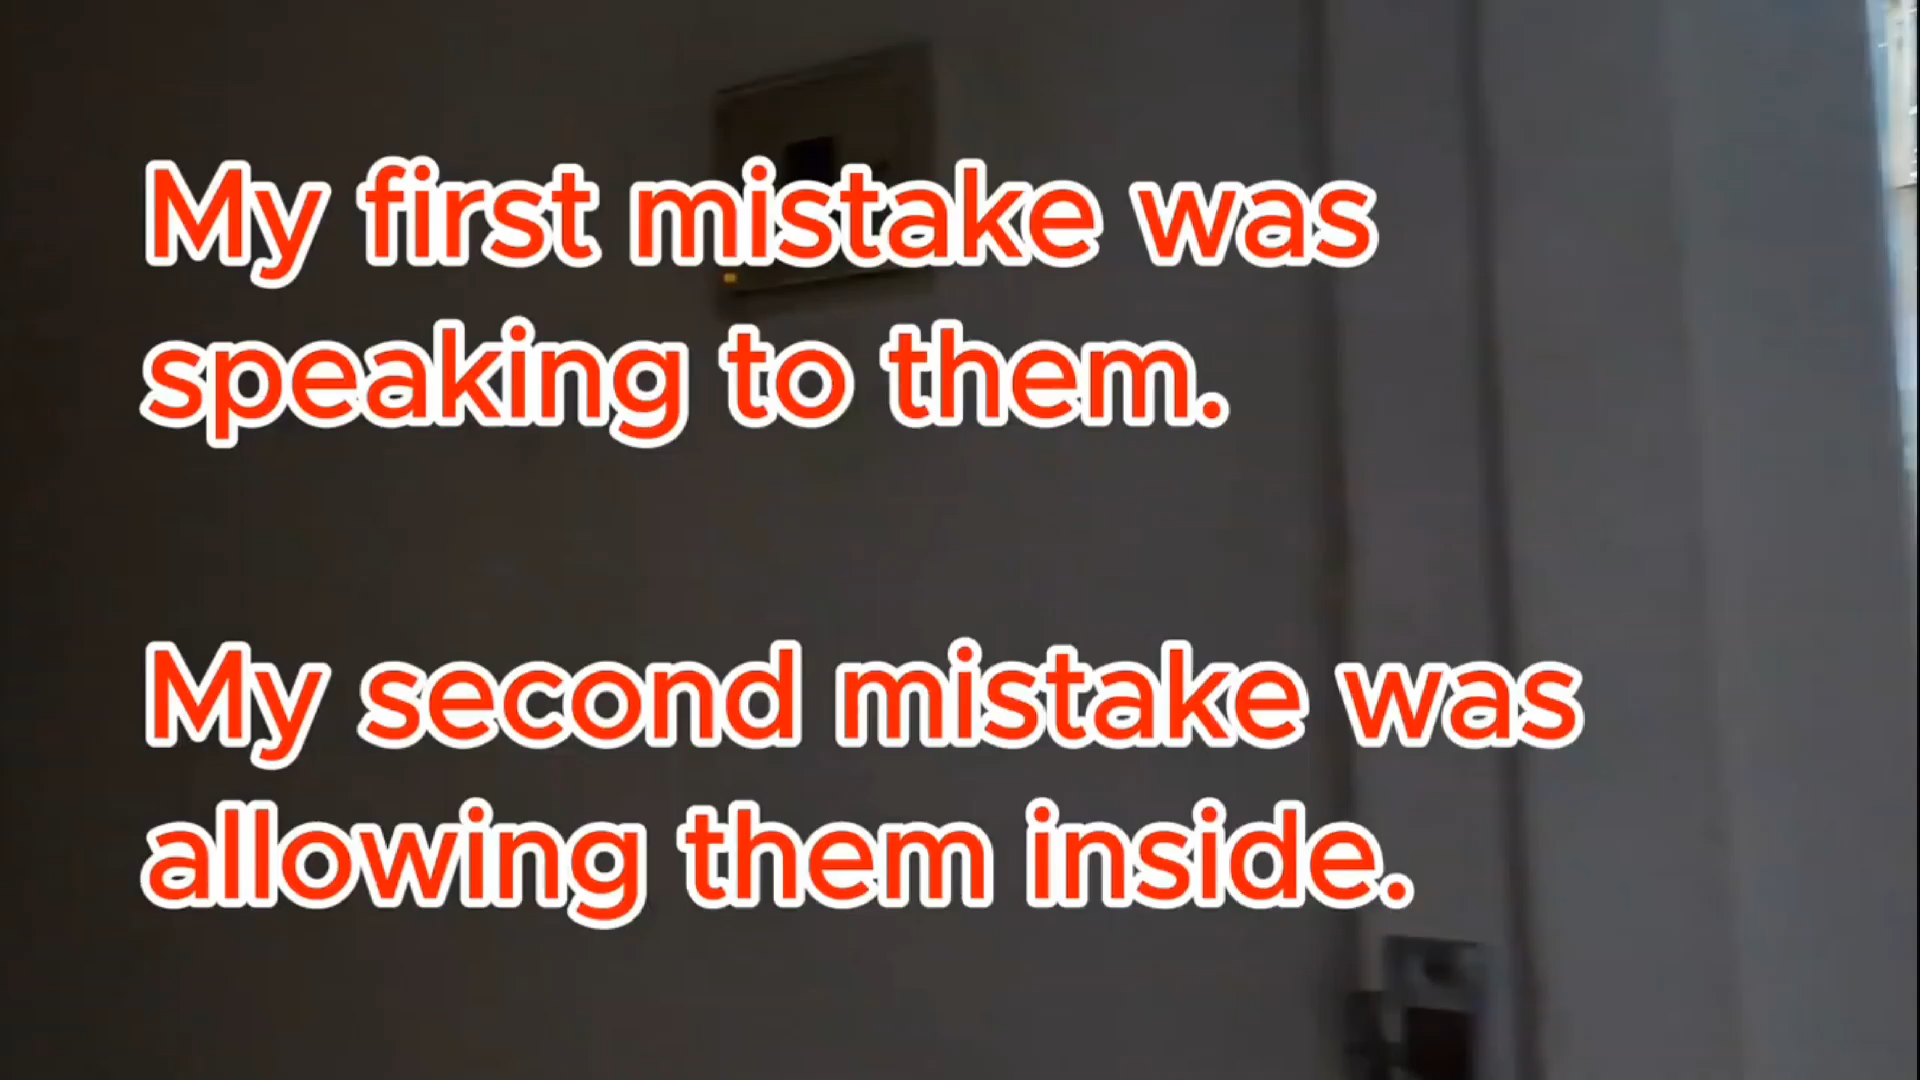 My first mistake was
speaking to them.
My second mistake was
allowing them inside.